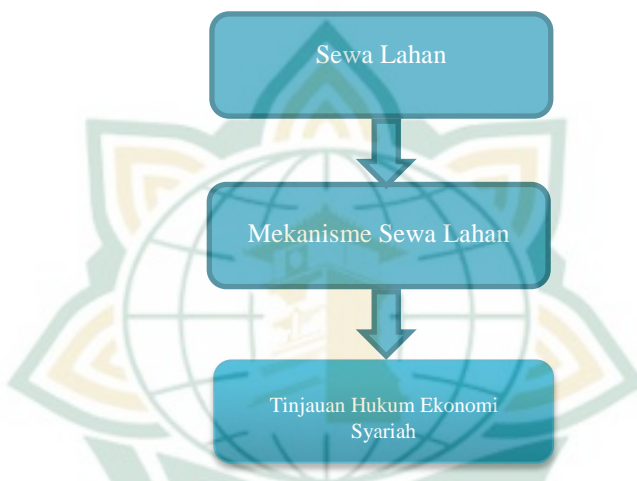 Sewa Lahan
Mekanisme Sewa Lahan
Tinjauan Hukum Ekonomi
Syariah